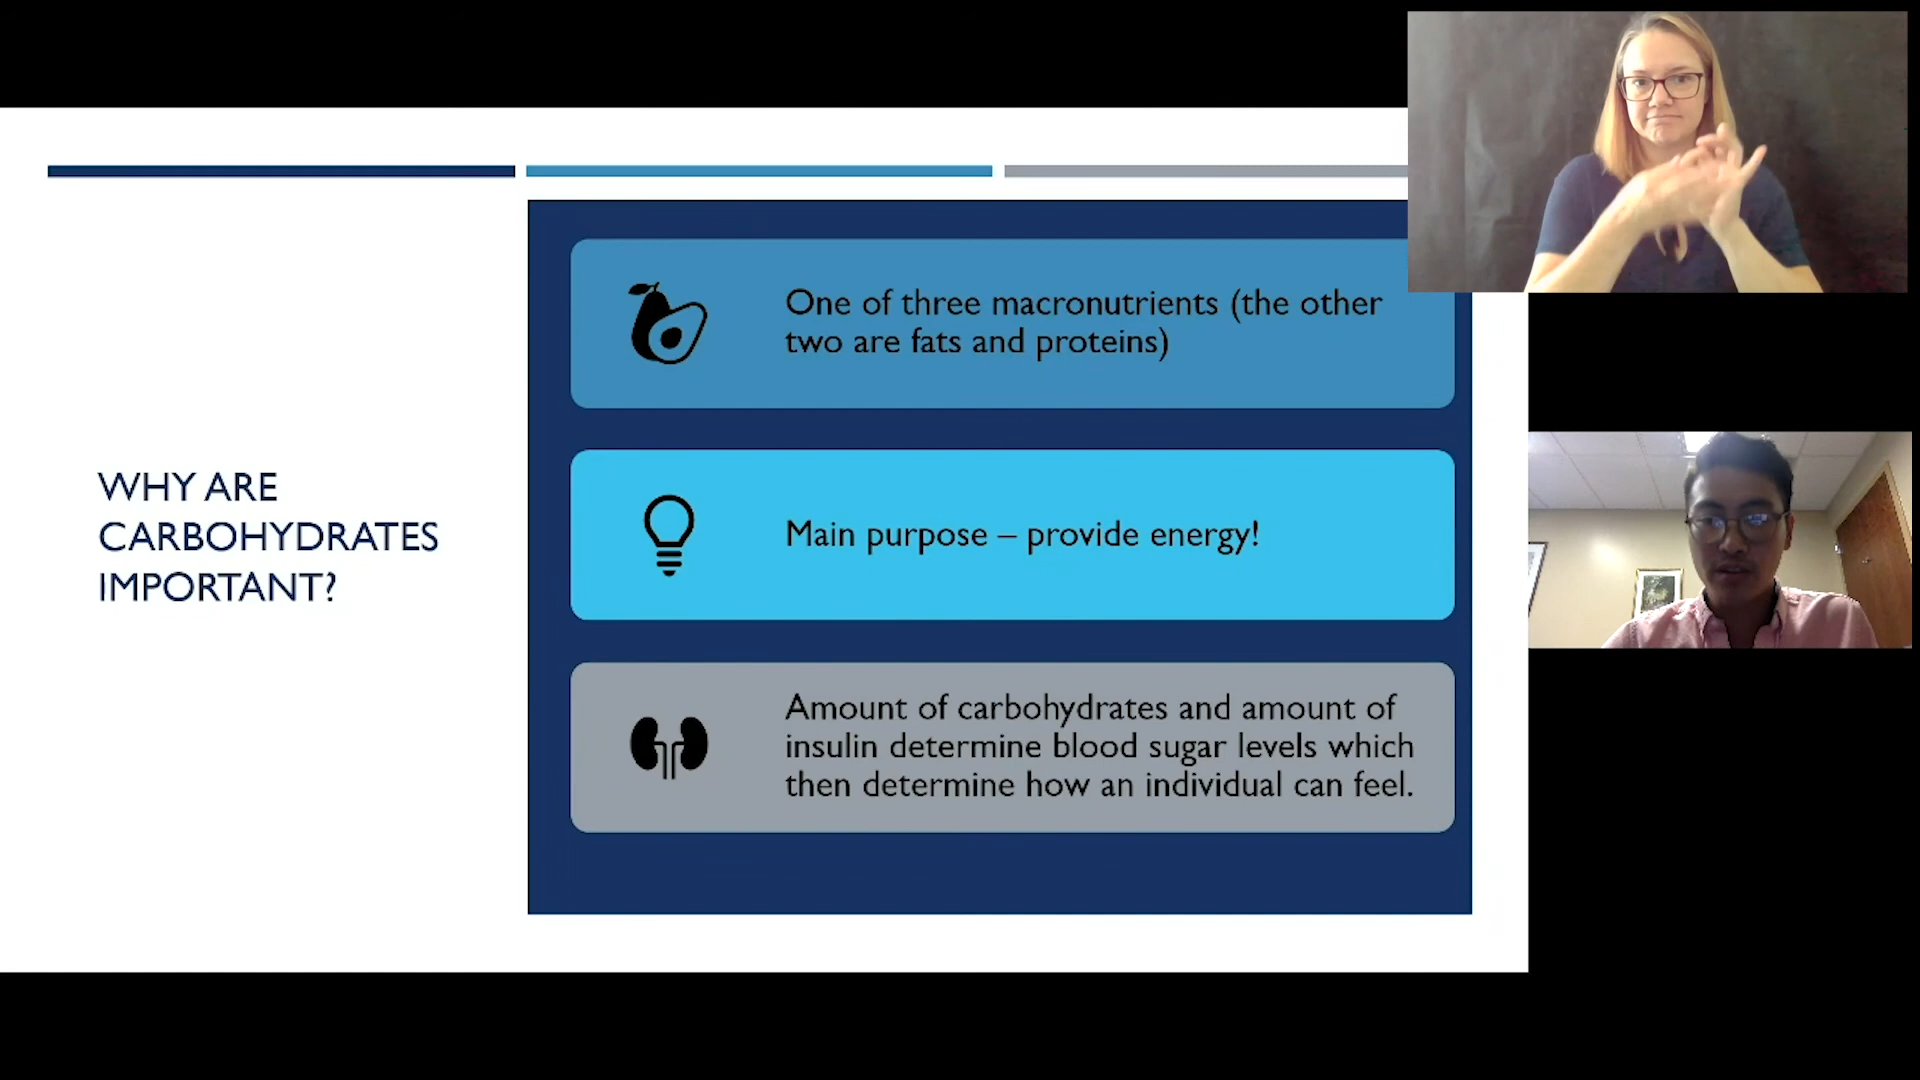 WHY ARE
CARBOHYDRATES
IMPORTANT?
One of three macronutrients (the other
two are fats and proteins)
Main purpose – provide energy!
Amount of carbohydrates and amount of
insulin determine blood sugar levels which
then determine how an individual can feel.